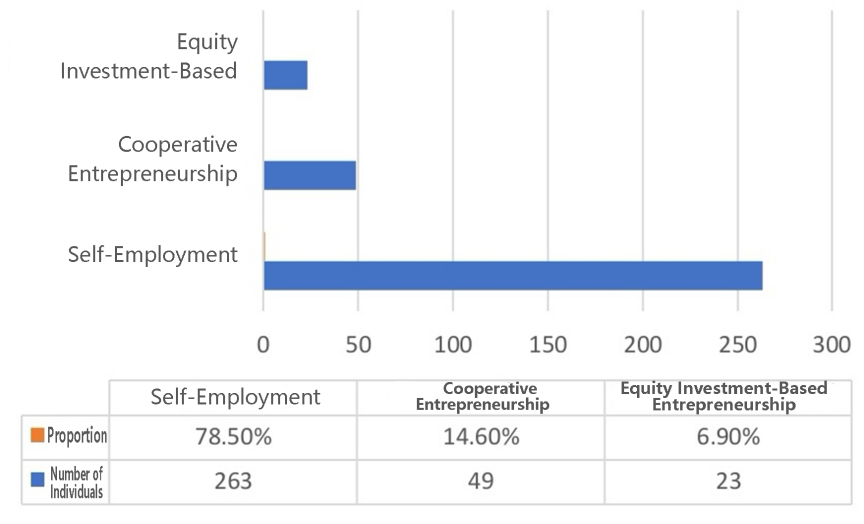 Equity
Investment-Based
Cooperative
Entrepreneurship
Self-Employment
0 50 100 150 200 250 300
Self-Employment Cooperative Entrepreneurship Equity Investment-Based Entrepreneurship
Proportion 78.50% 14.60% 6.90%
Number of Individuals 263 49 23